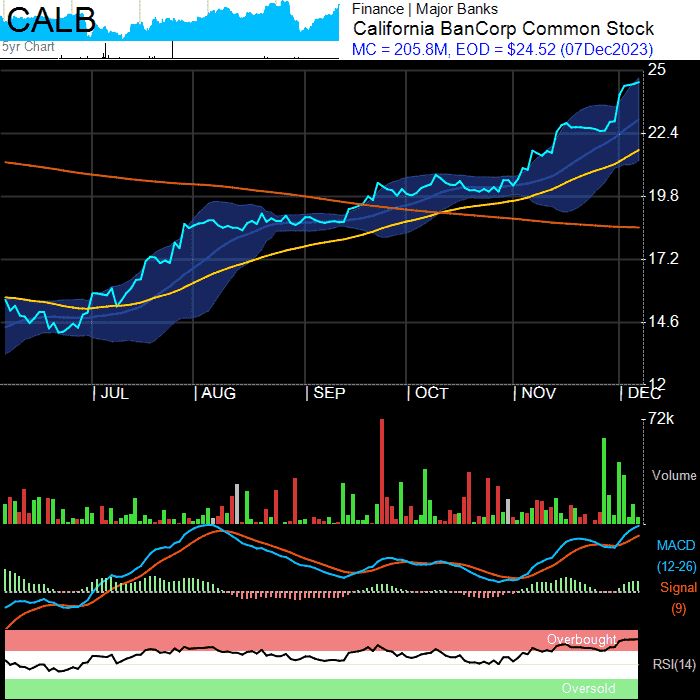 CALB
5yr Chart
Finance | Major Banks
California BanCorp Common Stock
MC = 205.8M, EOD = $24.52 (07Dec2023)
25
22.4
19.8
17.2
14.6
12
| JUL | AUG | SEP | OCT | NOV | DEC
72k
Volume
MACD
(12-26)
Signal
(9)
Overbought
RSI(14)
Oversold